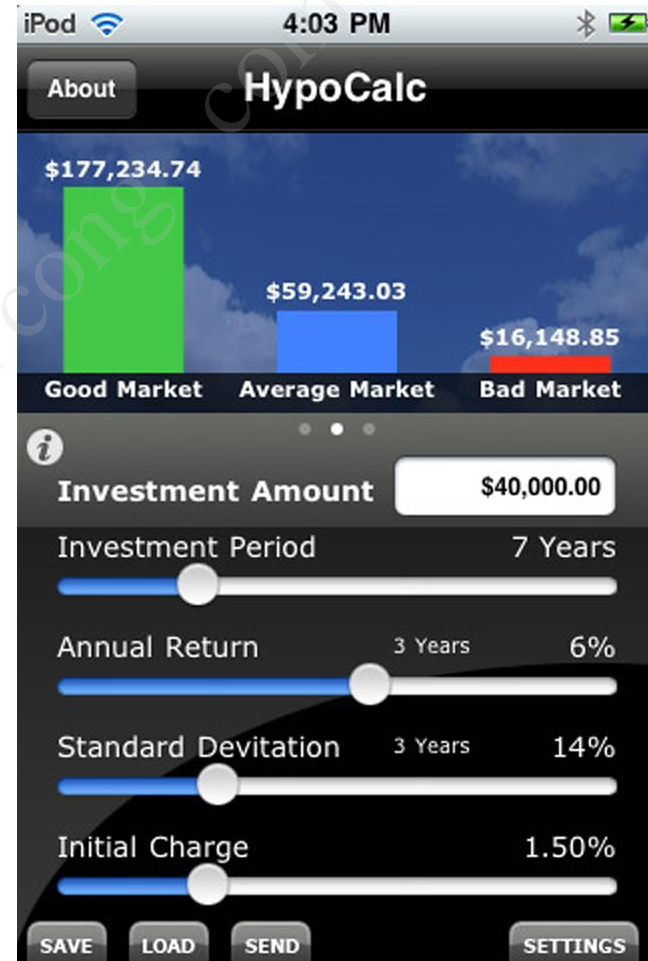 iPod 4:03 PM
About HypoCalc
$177,234.74
$59,243.03
$16,148.85
Good Market Average Market Bad Market
i
Investment Amount $40,000.00
Investment Period 7 Years
Annual Return 3 Years 6%
Standard Devitation 3 Years 14%
Initial Charge 1.50%
SAVE LOAD SEND SETTINGS